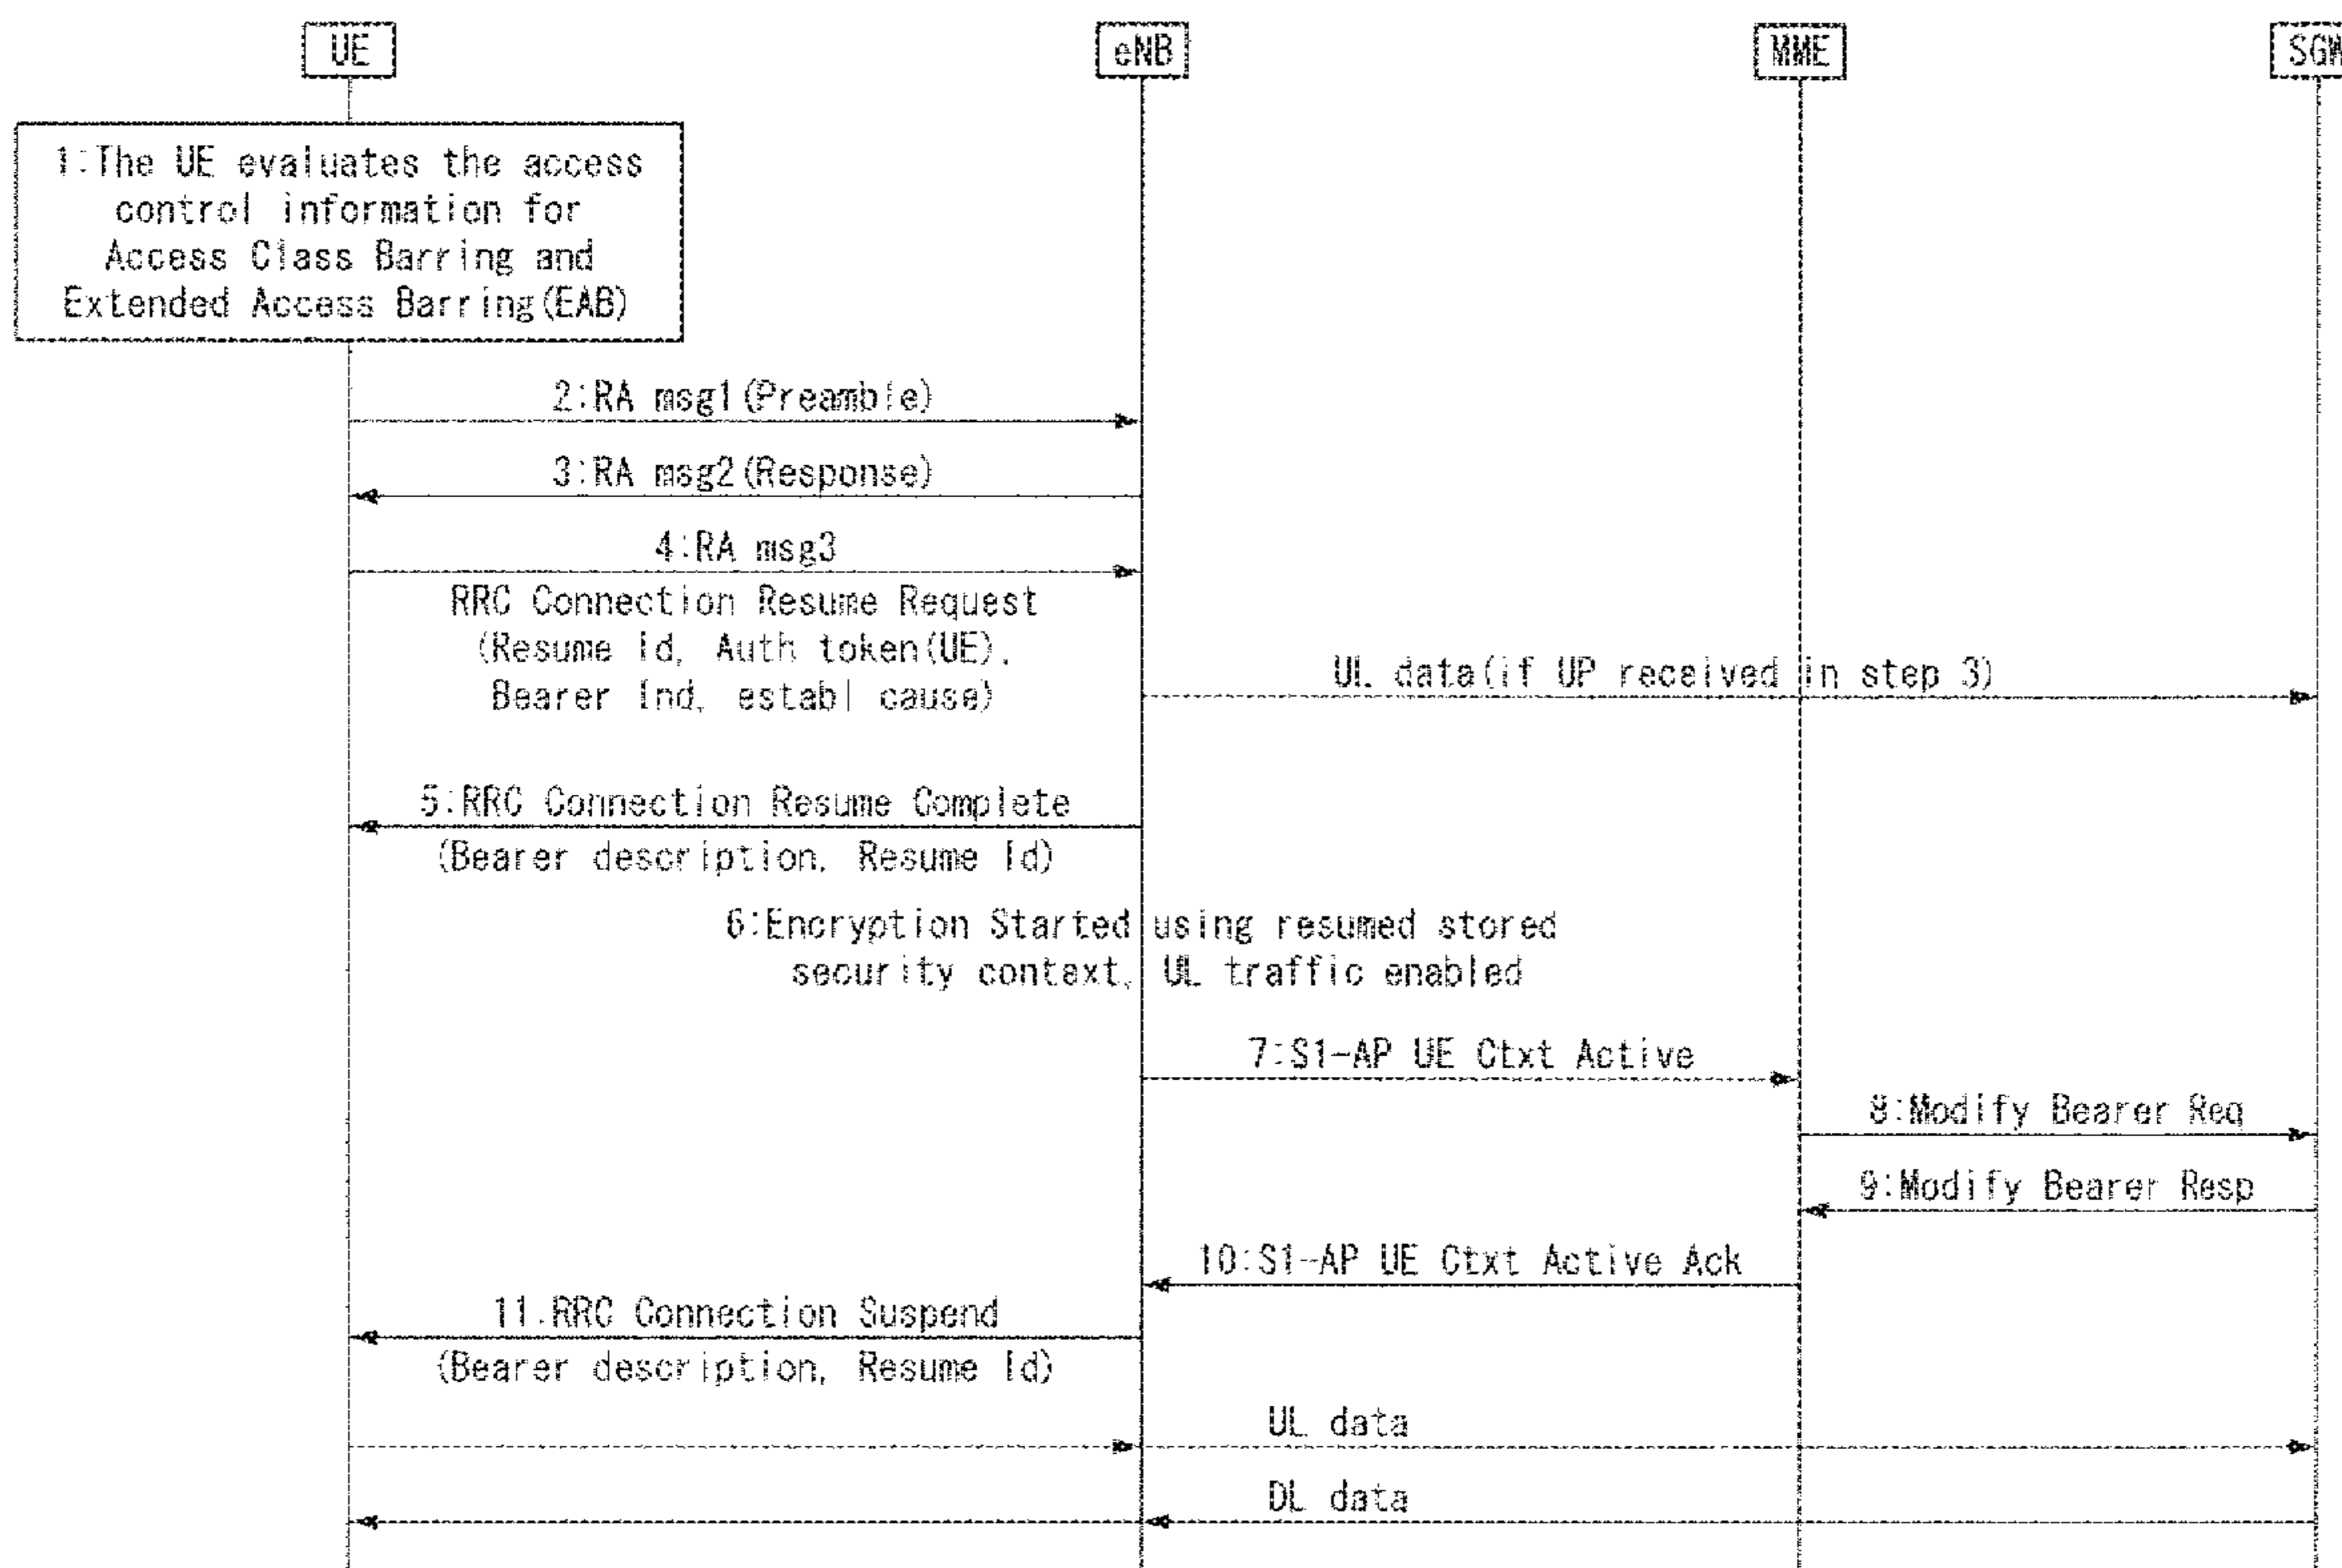 UE
eNB
MME
SGW
1:The UE evaluates the access
control information for
Access Class Barring and
Extended Access Barring(EAB)
2:RA msg1(Preamble)
3:RA msg2(Response)
4:RA msg3
RRC Connection Resume Request
(Resume id, Auth token(UE),
Bearer Ind, establ cause)
UL data(if UP received in step 3)
5:RRC Connection Resume Complete
(Bearer description, Resume Id)
6:Encryption Started using resumed stored
security context, UL traffic enabled
7:S1-AP UE Ctxt Active
8:Modify Bearer Req
9:Modify Bearer Resp
10:S1-AP UE Ctxt Active Ack
11.RRC Connection Suspend
(Bearer description, Resume Id)
UL data
DL data